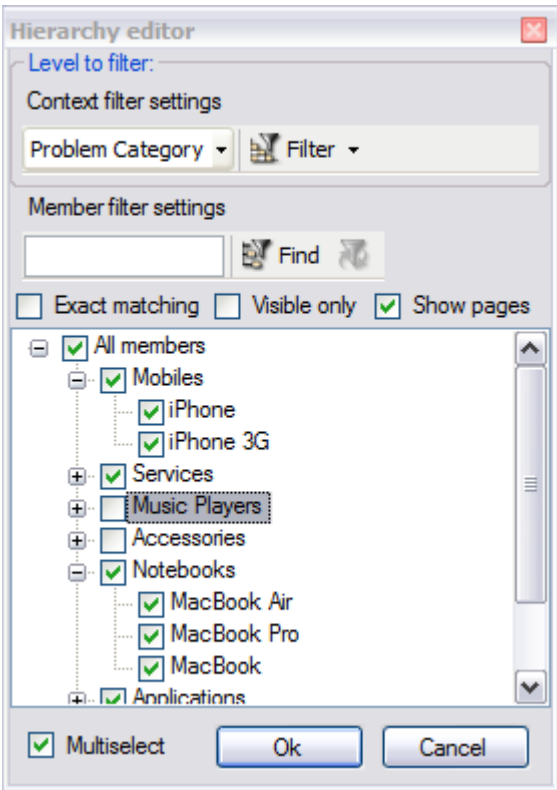 Hierarchy editor
Level to filter:
Context filter settings
Problem Category Filter
Member filter settings
Find
Exact matching Visible only Show pages
All members
Mobiles
iPhone
iPhone 3G
Services
Music Players
Accessories
Notebooks
MacBook Air
MacBook Pro
MacBook
Applications
Multiselect Ok Cancel